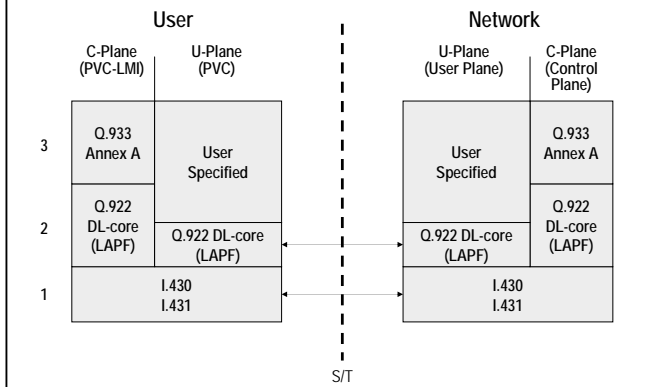 User
Network
C-Plane
(PVC-LMI)
U-Plane
(PVC)
U-Plane
(User Plane)
C-Plane
(Control
Plane)
3
Q.933
Annex A
User
Specified
User
Specified
Q.933
Annex A
2
Q.922
DL-core
(LAPF)
Q.922 DL-core
(LAPF)
Q.922 DL-core
(LAPF)
Q.922
DL-core
(LAPF)
1
I.430
I.431
I.430
I.431
S/T